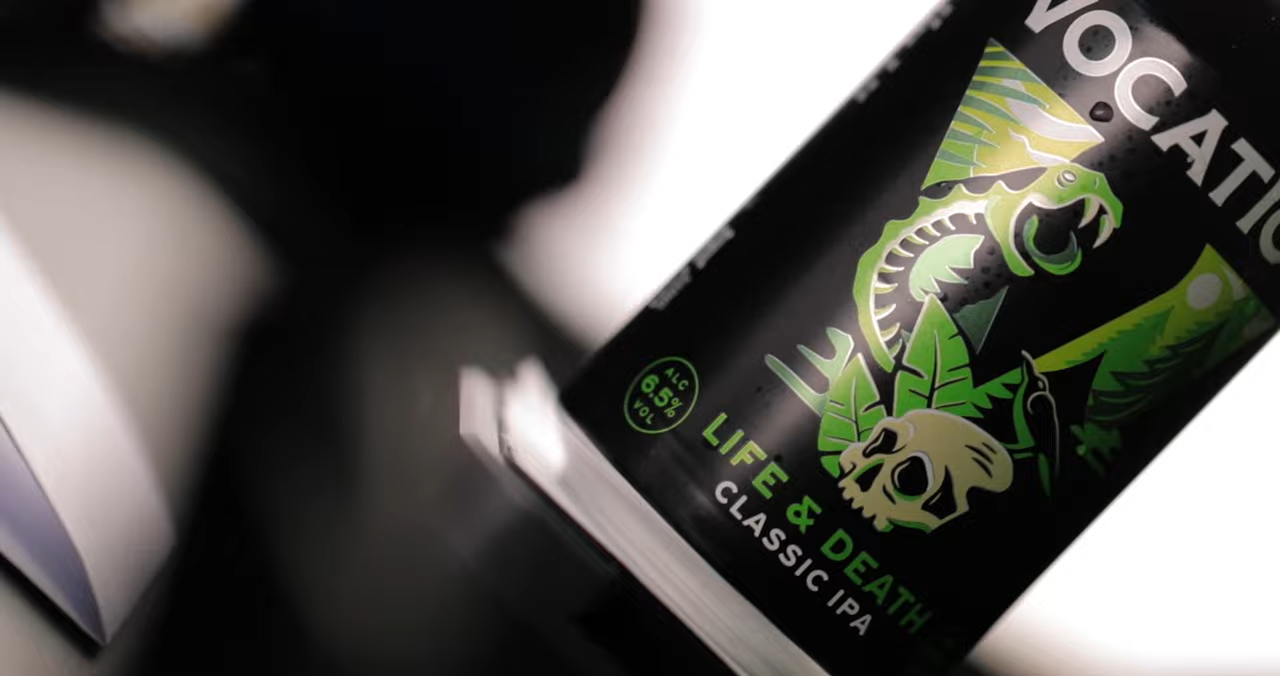 VOCATIO
ALC
6.5%
VOL
LIFE & DEATH
CLASSIC IPA